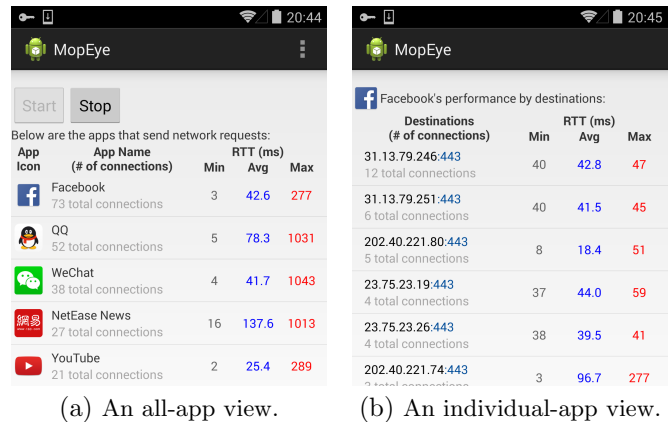 20:44
MopEye
Start Stop
Below are the apps that send network requests:
App Icon App Name (# of connections) RTT (ms) Min Avg Max
Facebook 3 42.6 277
73 total connections
QQ 5 78.3 1031
52 total connections
WeChat 4 41.7 1043
38 total connections
網易 NetEase News 16 137.6 1013
27 total connections
YouTube 2 25.4 289
21 total connections
(a) An all-app view.
20:45
MopEye
Facebook's performance by destinations:
Destinations (# of connections) RTT (ms) Min Avg Max
31.13.79.246:443 40 42.8 47
12 total connections
31.13.79.251:443 40 41.5 45
6 total connections
202.40.221.80:443 8 18.4 51
5 total connections
23.75.23.19:443 37 44.0 59
4 total connections
23.75.23.26:443 38 39.5 41
4 total connections
202.40.221.74:443 3 96.7 277
total connections
(b) An individual-app view.